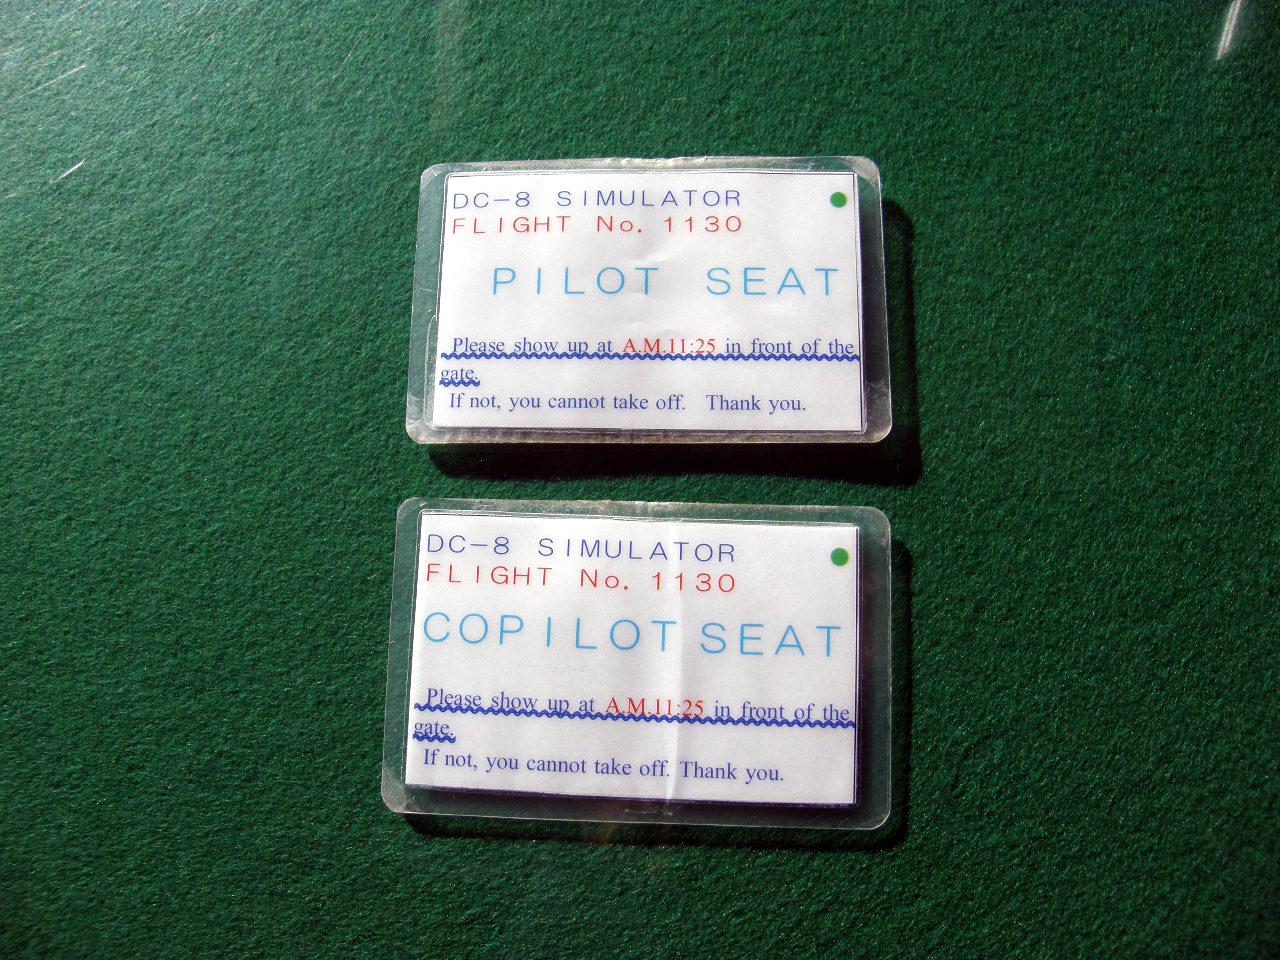 DC-8 SIMULATOR
FLIGHT No. 1130
PILOT SEAT
Please show up at A.M.11:25 in front of the
gate.
If not, you cannot take off. Thank you.
DC-8 SIMULATOR
FLIGHT No. 1130
COPILOT SEAT
Please show up at A.M.11:25 in front of the
gate.
If not, you cannot take off. Thank you.